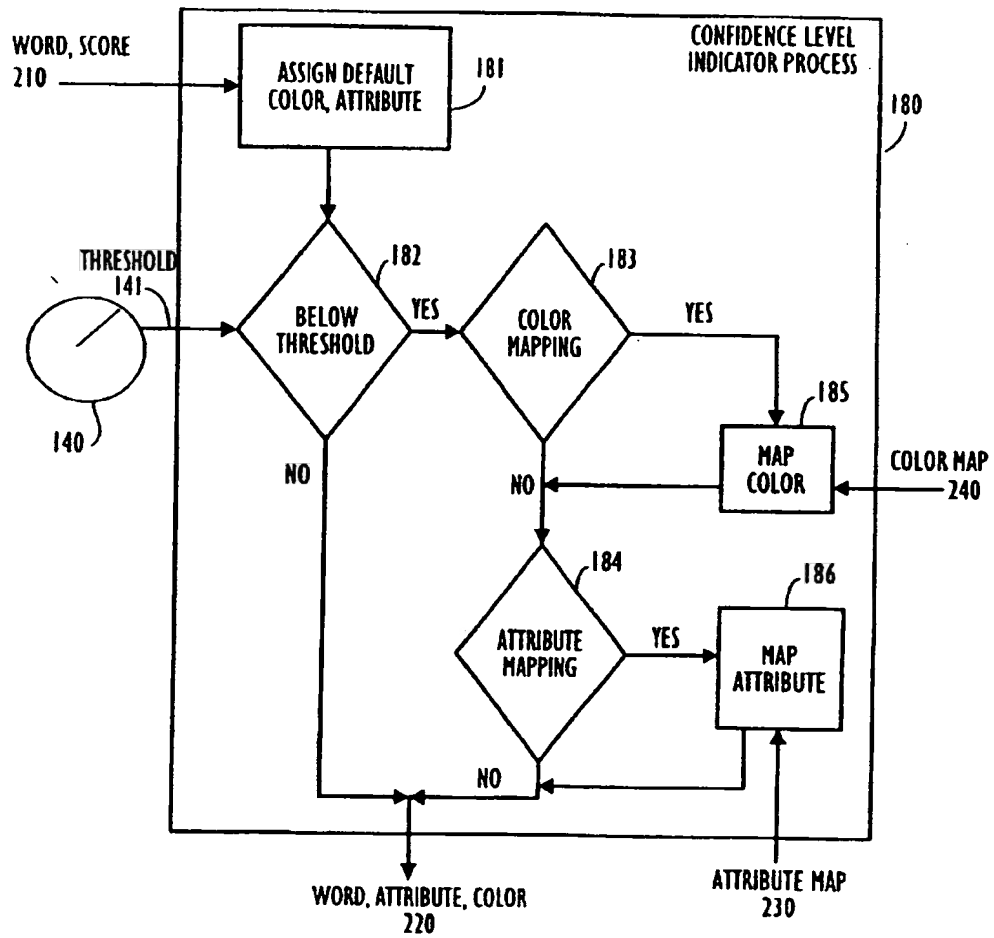 CONFIDENCE LEVEL
INDICATOR PROCESS
180
WORD, SCORE
210
ASSIGN DEFAULT
COLOR, ATTRIBUTE
181
THRESHOLD
141
140
BELOW
THRESHOLD
182
YES
NO
COLOR
MAPPING
183
YES
NO
MAP
COLOR
185
COLOR MAP
240
ATTRIBUTE
MAPPING
184
YES
NO
MAP
ATTRIBUTE
186
ATTRIBUTE MAP
230
WORD, ATTRIBUTE, COLOR
220